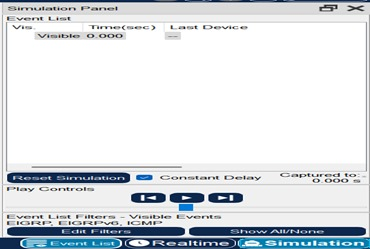 Simulation Panel
Event List
Vis. Time(sec) Last Device
Visible 0.000 --
Reset Simulation Constant Delay Captured to:
0.000 s
Play Controls
Event List Filters - Visible Events
EIGRP, EIGRPv6, ICMP
Edit Filters Show All/None
Event List Realtime Simulation